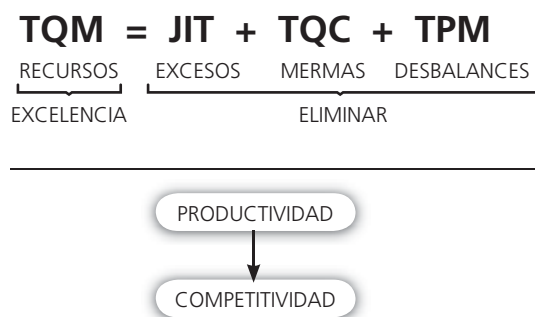 TQM = JIT + TQC + TPM
RECURSOS EXCESOS MERMAS DESBALANCES
EXCELENCIA ELIMINAR
PRODUCTIVIDAD
COMPETITIVIDAD